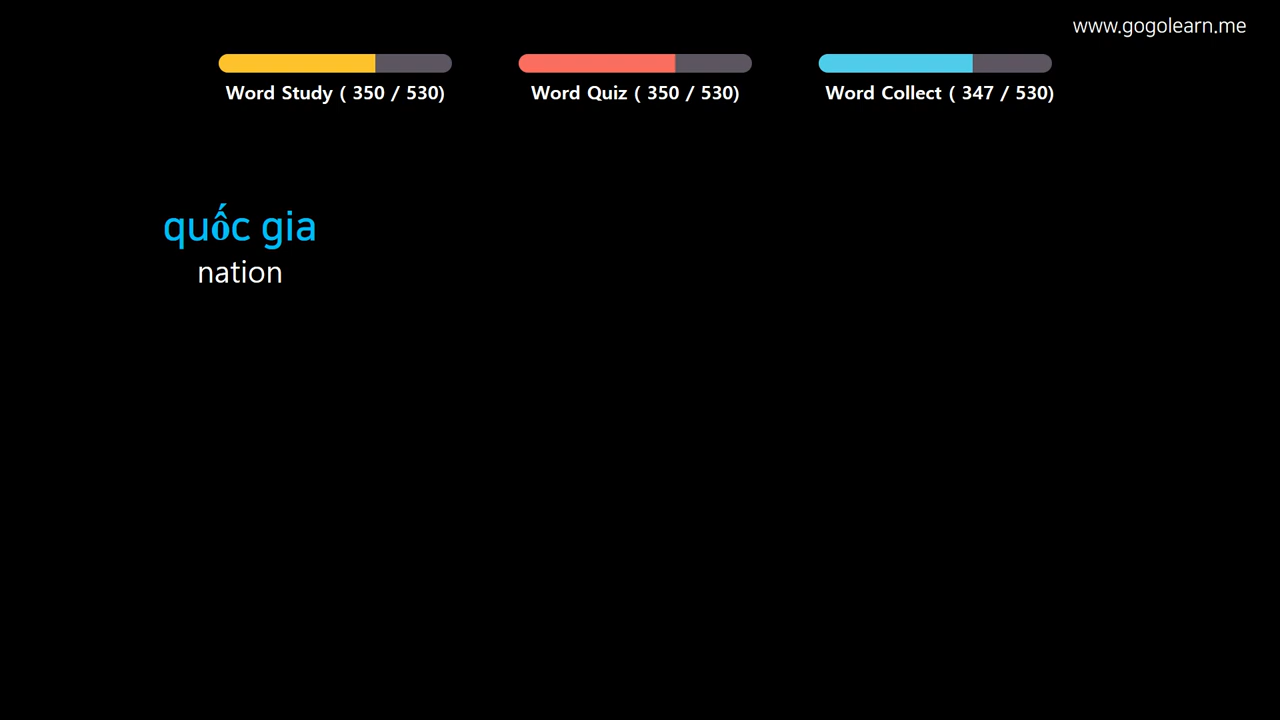 www.gogolearn.me
Word Study ( 350 / 530)
Word Quiz ( 350 / 530)
Word Collect ( 347 / 530)
quốc gia
nation